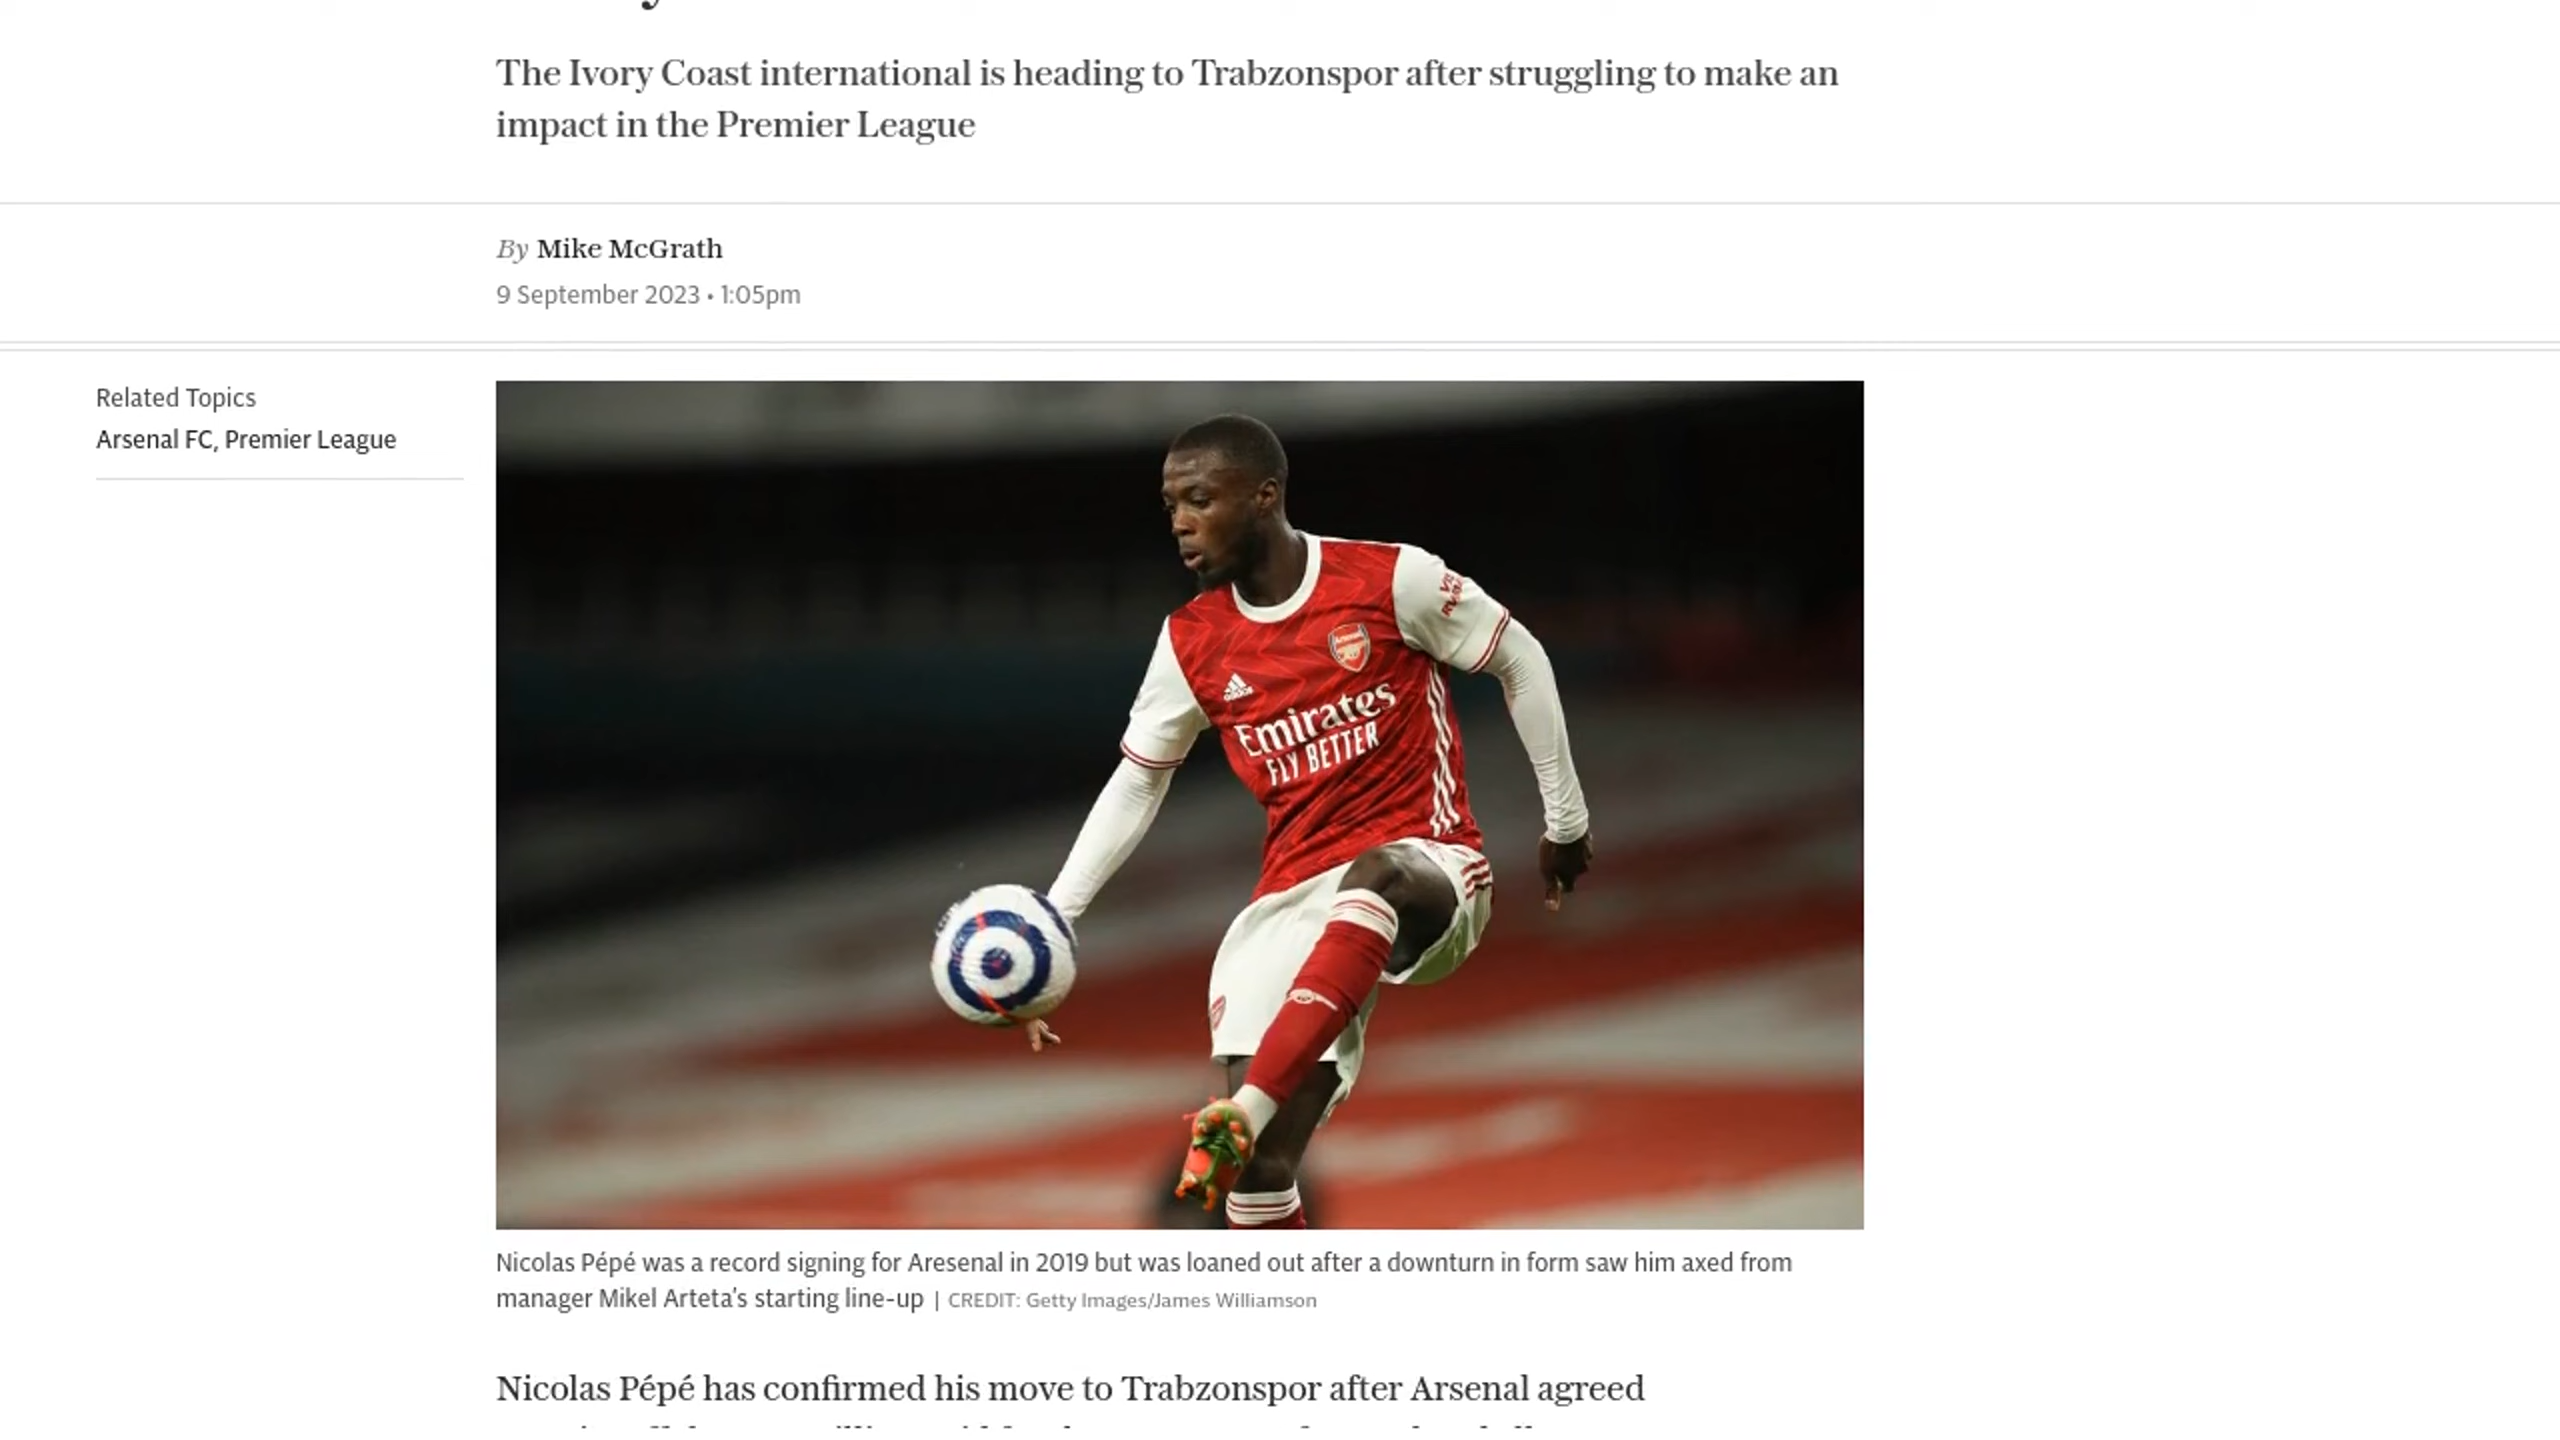 The Ivory Coast international is heading to Trabzonspor after struggling to make an
impact in the Premier League
By Mike McGrath
9 September 2023 • 1:05pm
Related Topics
Arsenal FC, Premier League
Arsenal
adidas
Emirates
FLY BETTER
Nicolas Pépé was a record signing for Aresenal in 2019 but was loaned out after a downturn in form saw him axed from
manager Mikel Arteta's starting line-up | CREDIT: Getty Images/James Williamson
Nicolas Pépé has confirmed his move to Trabzonspor after Arsenal agreed